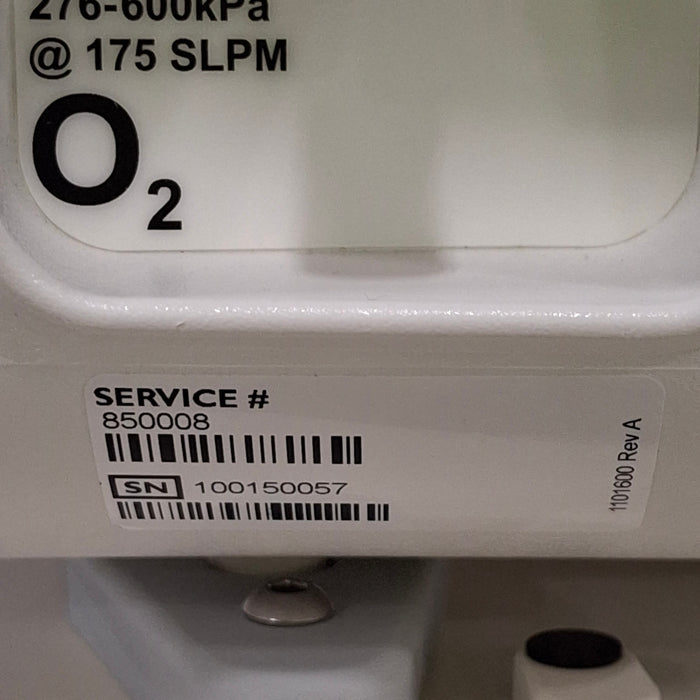 276-600kPa
@ 175 SLPM
O2
SERVICE #
850008
SN 100150057
1101600 Rev A